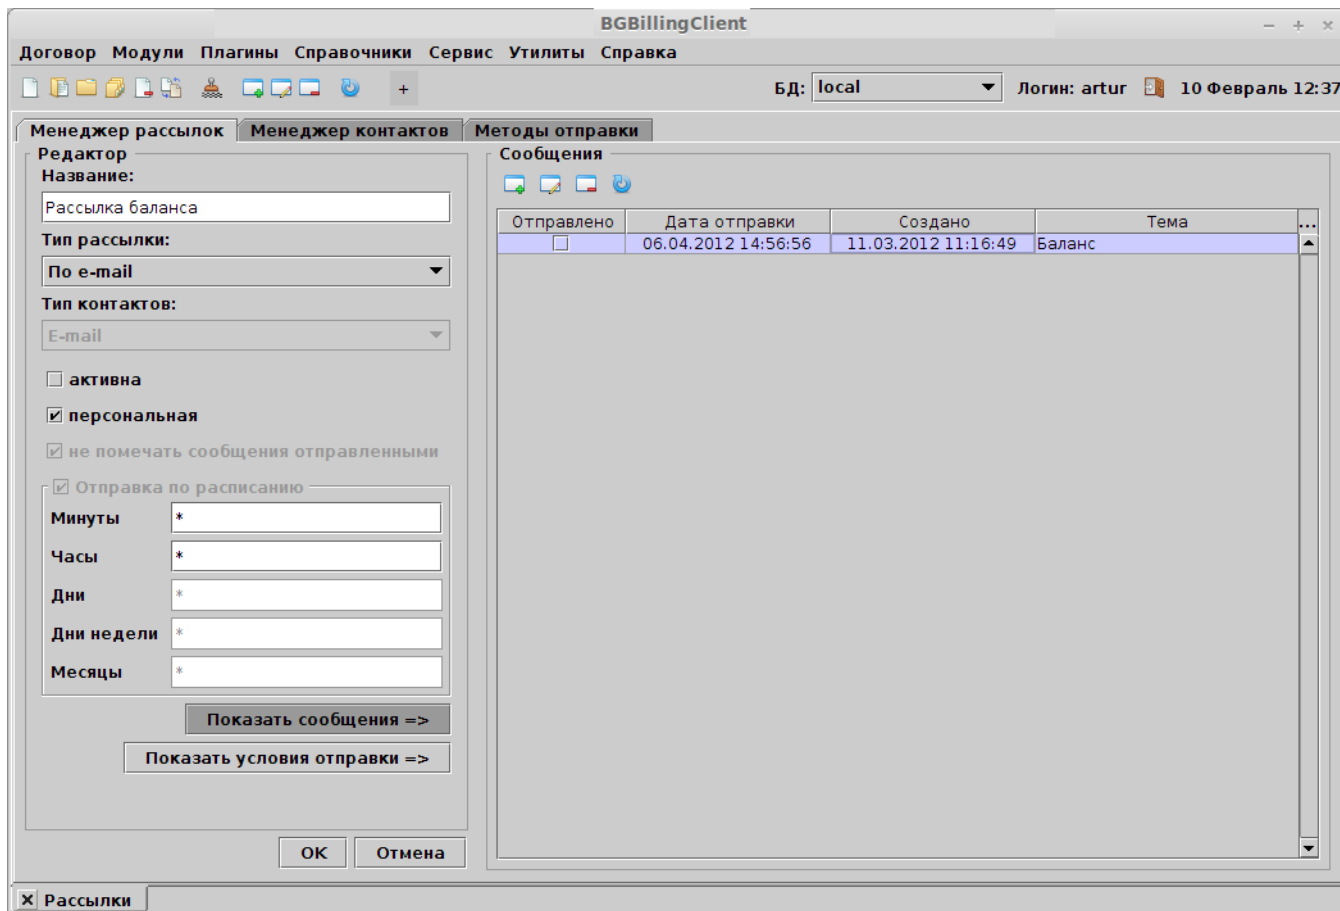 BGBillingClient
Договор Модули Плагины Справочники Сервис Утилиты Справка
+ БД: local Логин: artur 10 Февраль 12:37
Менеджер рассылок Менеджер контактов Методы отправки
Редактор
Название:
Рассылка баланса
Тип рассылки:
По e-mail
Тип контактов:
E-mail
активна
персональная
не помечать сообщения отправленными
Отправка по расписанию
Минуты *
Часы *
Дни *
Дни недели *
Месяцы *
Показать сообщения =>
Показать условия отправки =>
OK Отмена
Сообщения
Отправлено Дата отправки Создано Тема ...
06.04.2012 14:56:56 11.03.2012 11:16:49 Баланс
Рассылки